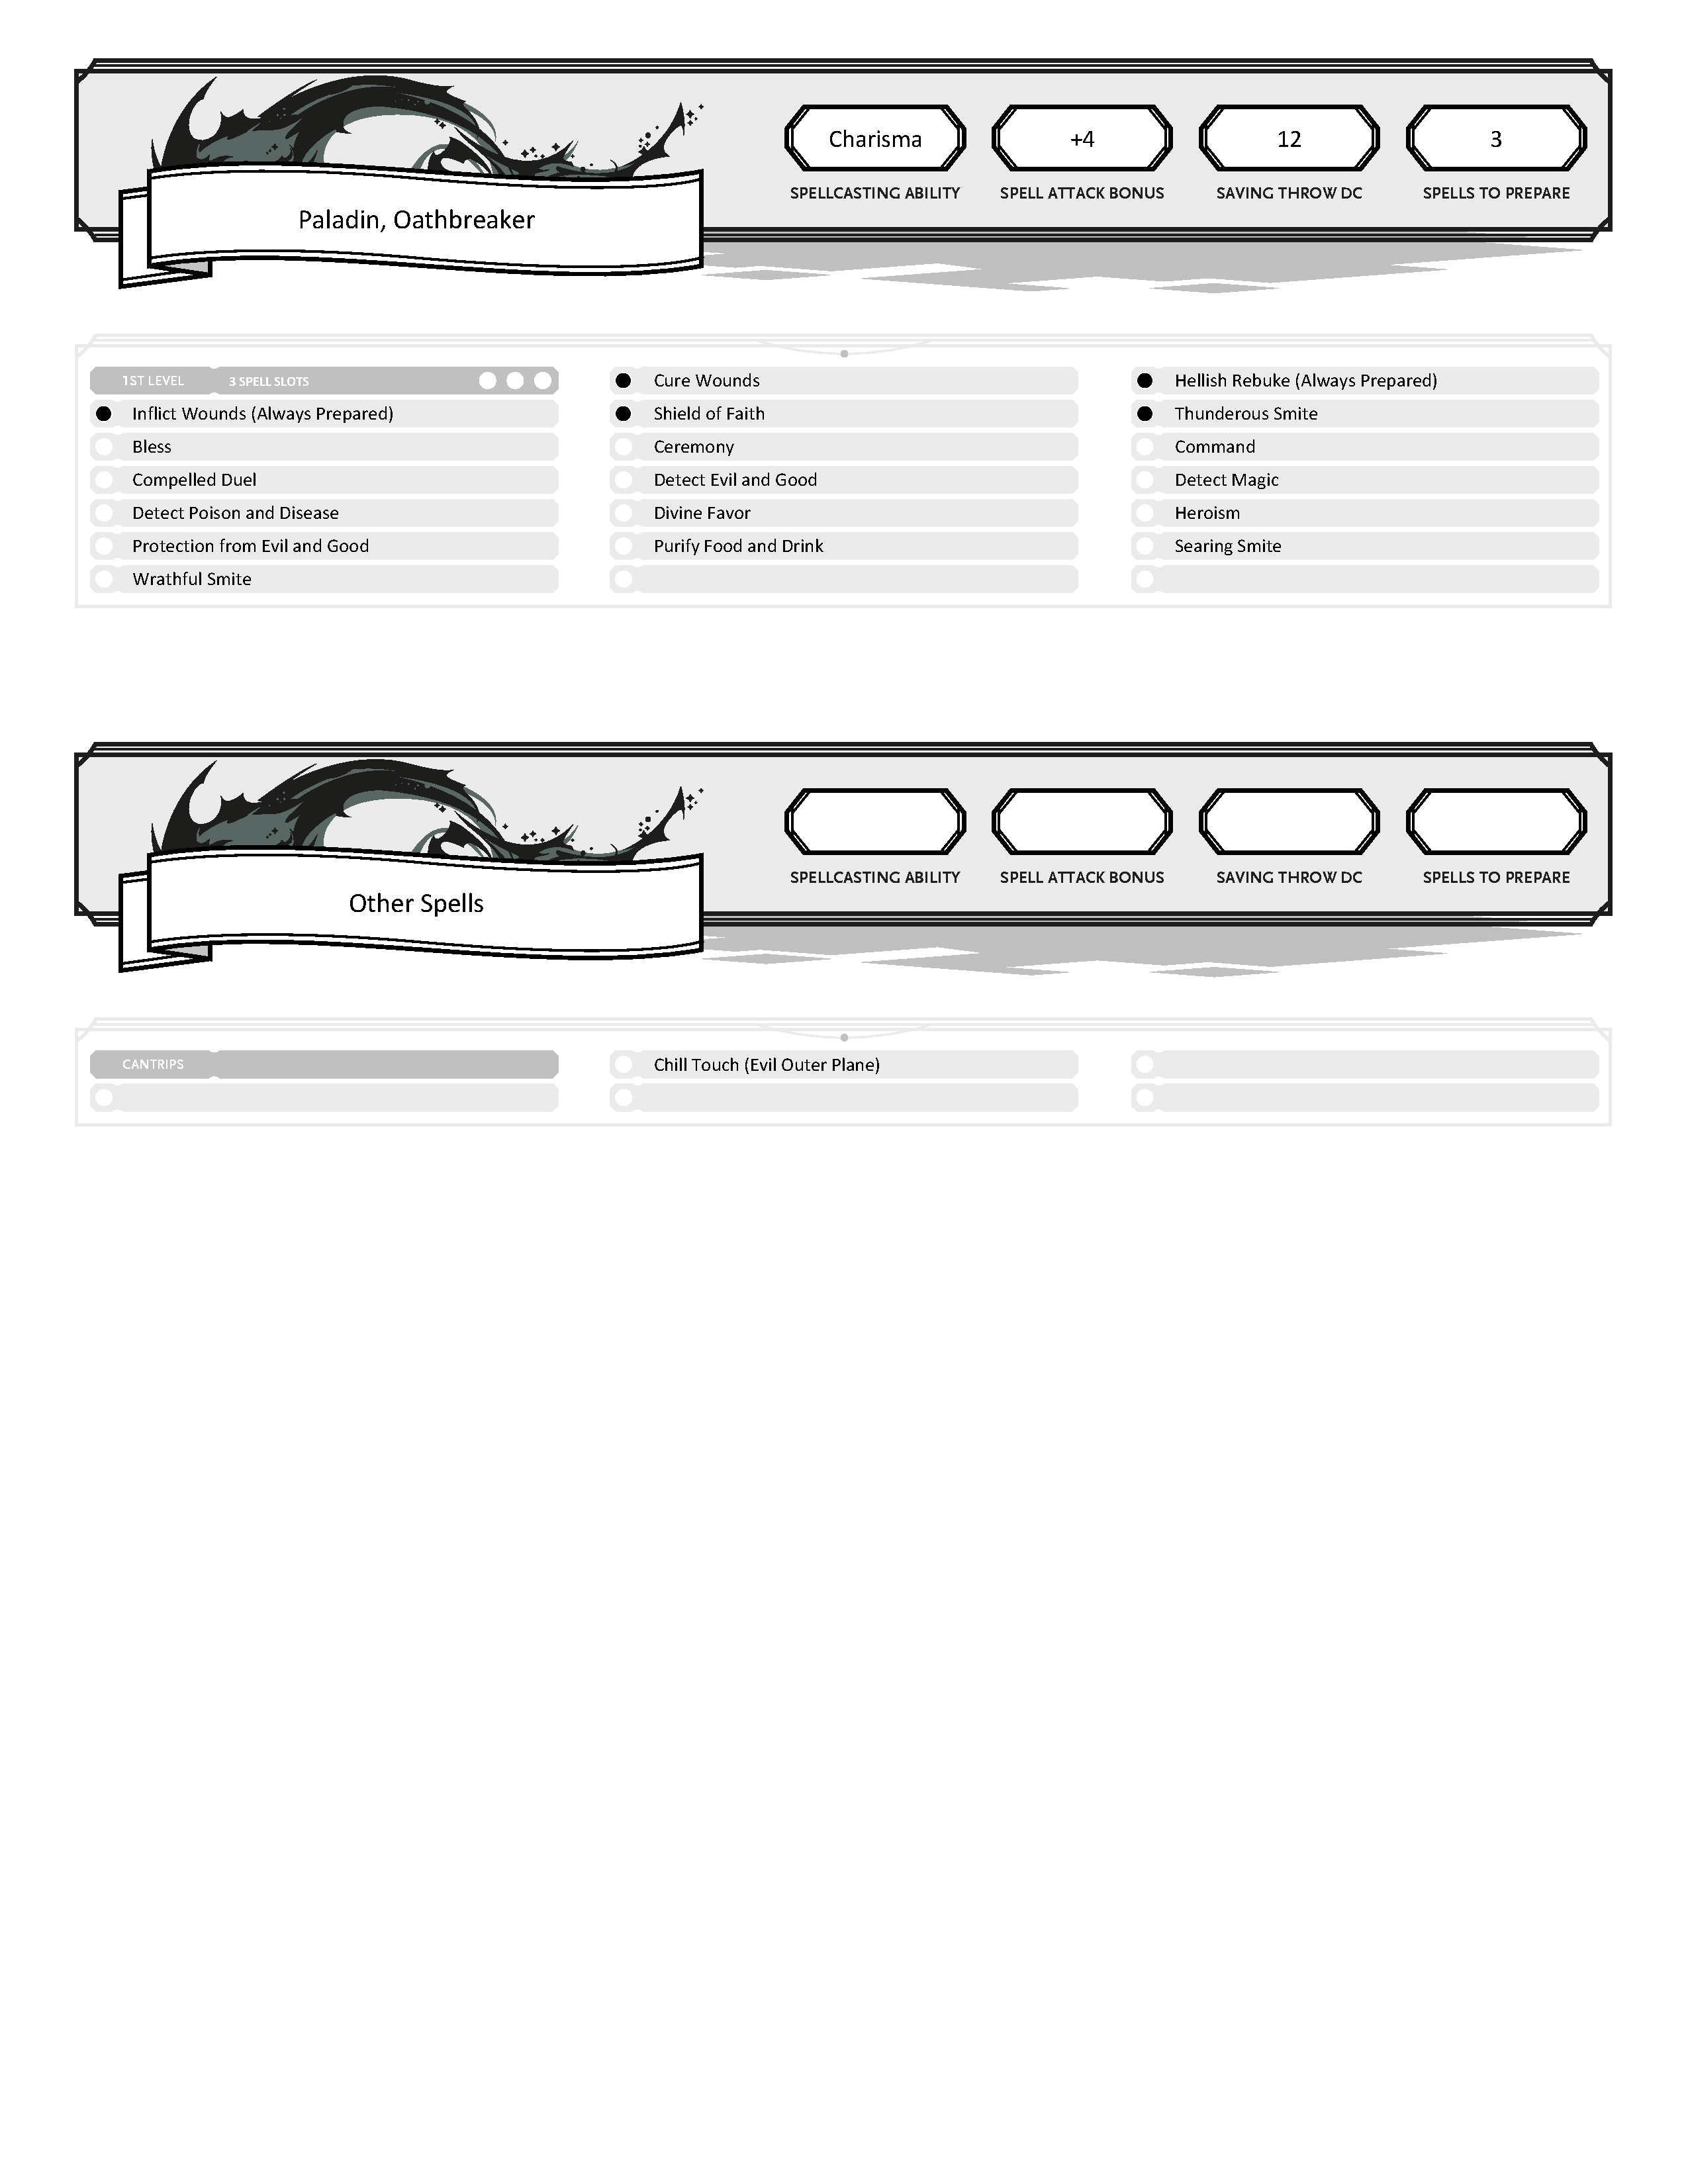 Charisma +4 12 3
SPELLCASTING ABILITY SPELL ATTACK BONUS SAVING THROW DC SPELLS TO PREPARE
Paladin, Oathbreaker
1ST LEVEL 3 SPELL SLOTS Cure Wounds Hellish Rebuke (Always Prepared)
Inflict Wounds (Always Prepared) Shield of Faith Thunderous Smite
Bless Ceremony Command
Compelled Duel Detect Evil and Good Detect Magic
Detect Poison and Disease Divine Favor Heroism
Protection from Evil and Good Purify Food and Drink Searing Smite
Wrathful Smite
SPELLCASTING ABILITY SPELL ATTACK BONUS SAVING THROW DC SPELLS TO PREPARE
Other Spells
CANTRIPS Chill Touch (Evil Outer Plane)